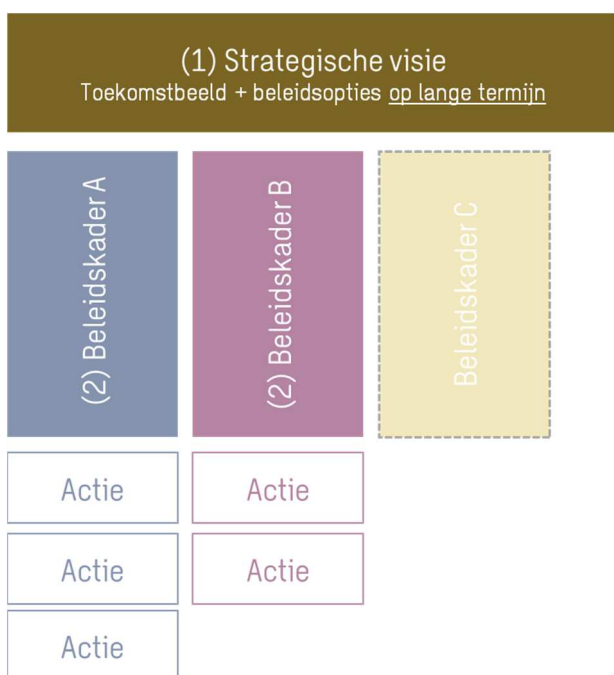 (1) Strategische visie
Toekomstbeeld + beleidsopties op lange termijn
(2) Beleidskader A
(2) Beleidskader B
Beleidskader C
Actie
Actie
Actie
Actie
Actie